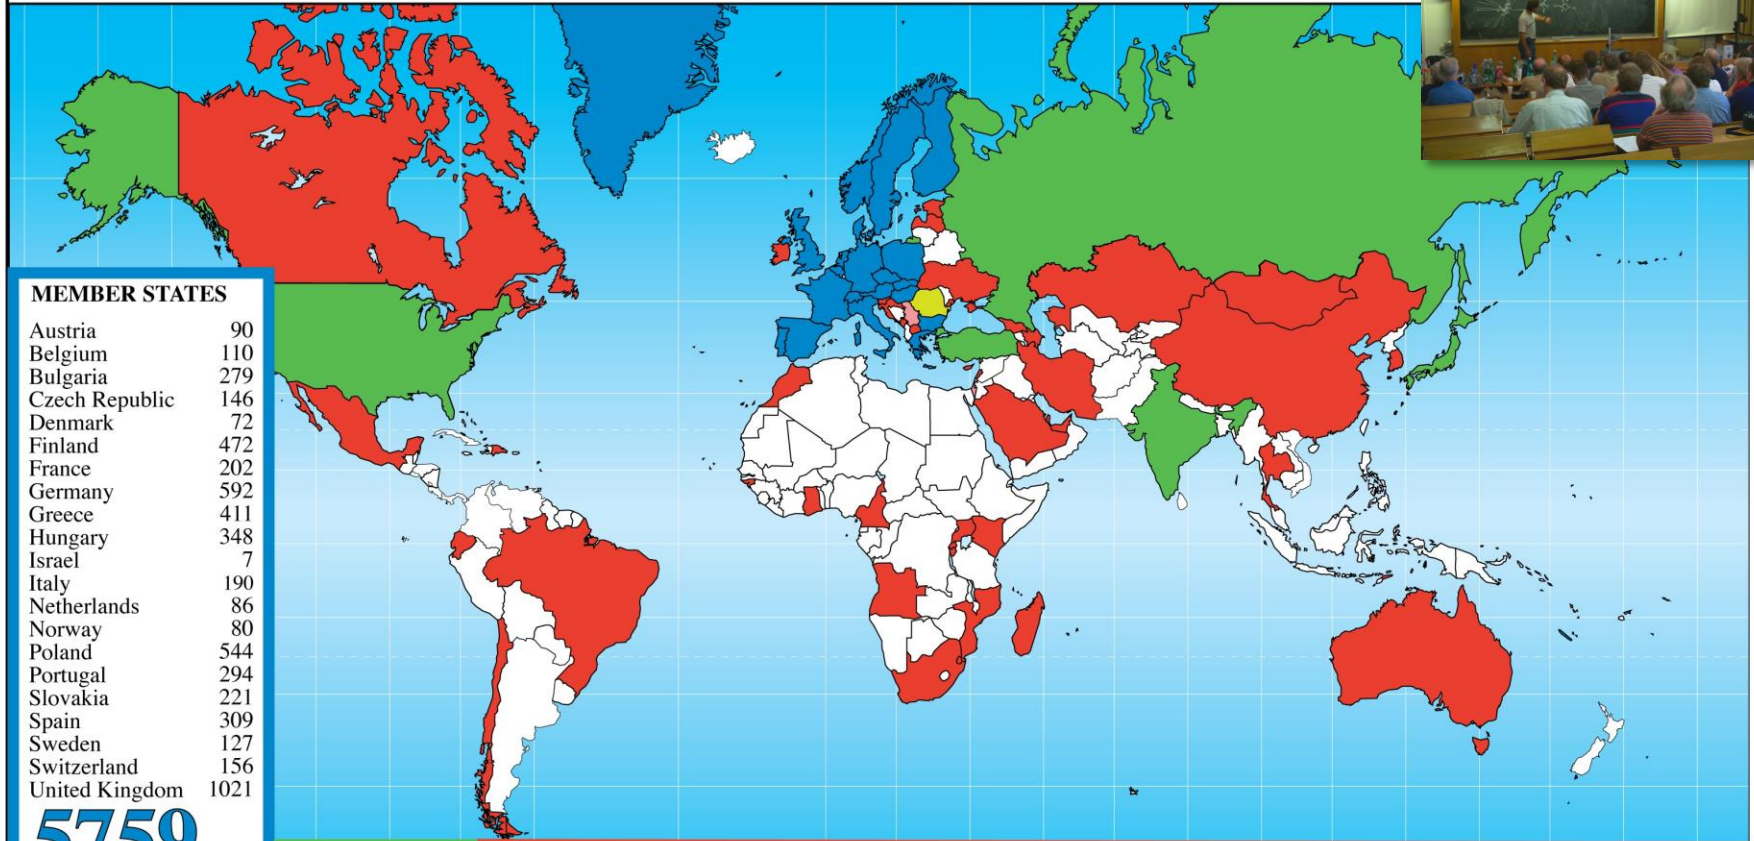 MEMBER STATES
Austria 90
Belgium 110
Bulgaria 279
Czech Republic 146
Denmark 72
Finland 472
France 202
Germany 592
Greece 411
Hungary 348
Israel 7
Italy 190
Netherlands 86
Norway 80
Poland 544
Portugal 294
Slovakia 221
Spain 309
Sweden 127
Switzerland 156
United Kingdom 1021
5759